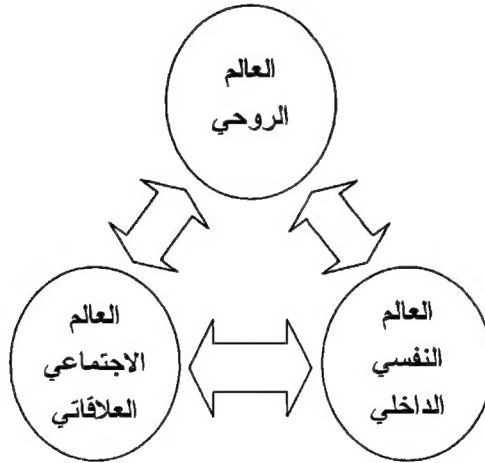 العالم
الروحي
العالم
الاجتماعي
العلاقاتي
العالم
النفسي
الداخلي